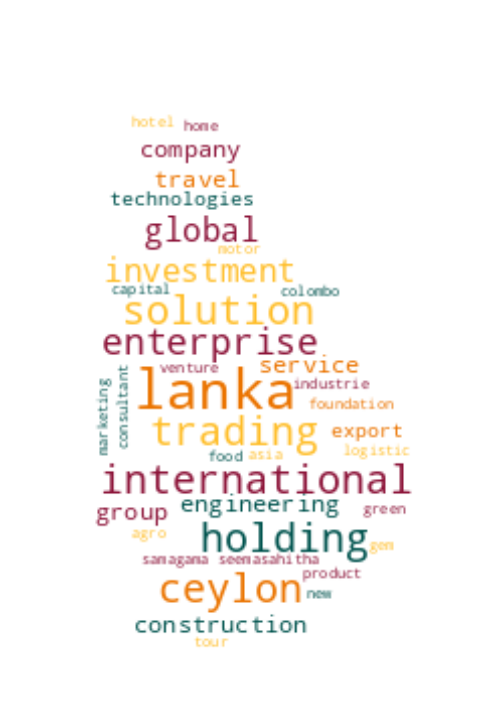 hotel
home
company
travel
technologies
global
motor
investment
capital
colombo
solution
enterprise
venture
service
marketing
consultant
lanka
industrie
foundation
trading
export
food
asia
logistic
international
group
engineering
green
agro
holding
gem
samagama seemasahitha
product
ceylon
new
construction
tour